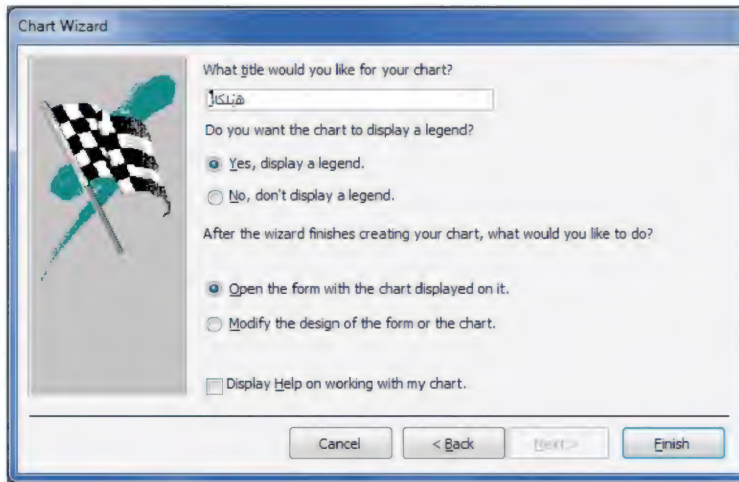 Chart Wizard
What title would you like for your chart?
هێلکاری
Do you want the chart to display a legend?
Yes, display a legend.
No, don't display a legend.
After the wizard finishes creating your chart, what would you like to do?
Open the form with the chart displayed on it.
Modify the design of the form or the chart.
Display Help on working with my chart.
Cancel
< Back
Next >
Finish